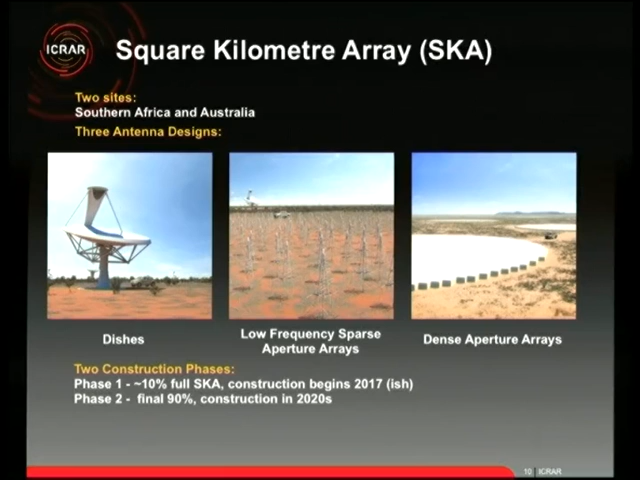 ICRAR
Square Kilometre Array (SKA)
Two sites:
Southern Africa and Australia
Three Antenna Designs:
Dishes
Low Frequency Sparse
Aperture Arrays
Dense Aperture Arrays
Two Construction Phases:
Phase 1 - ~10% full SKA, construction begins 2017 (ish)
Phase 2 - final 90%, construction in 2020s
10 | ICRAR